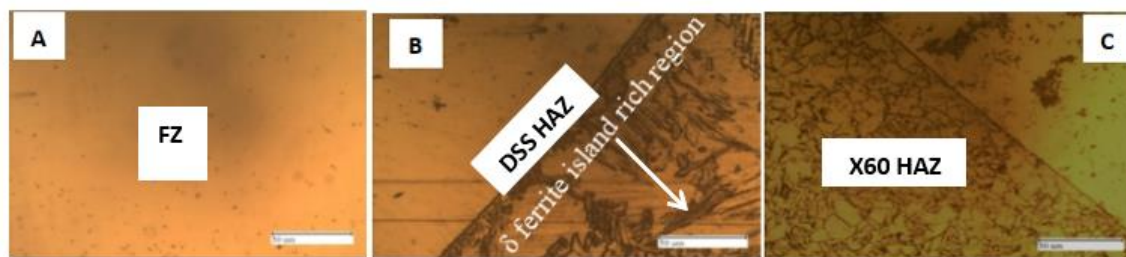 A
FZ
B
DSS HAZ
δ ferrite island rich region
C
X60 HAZ